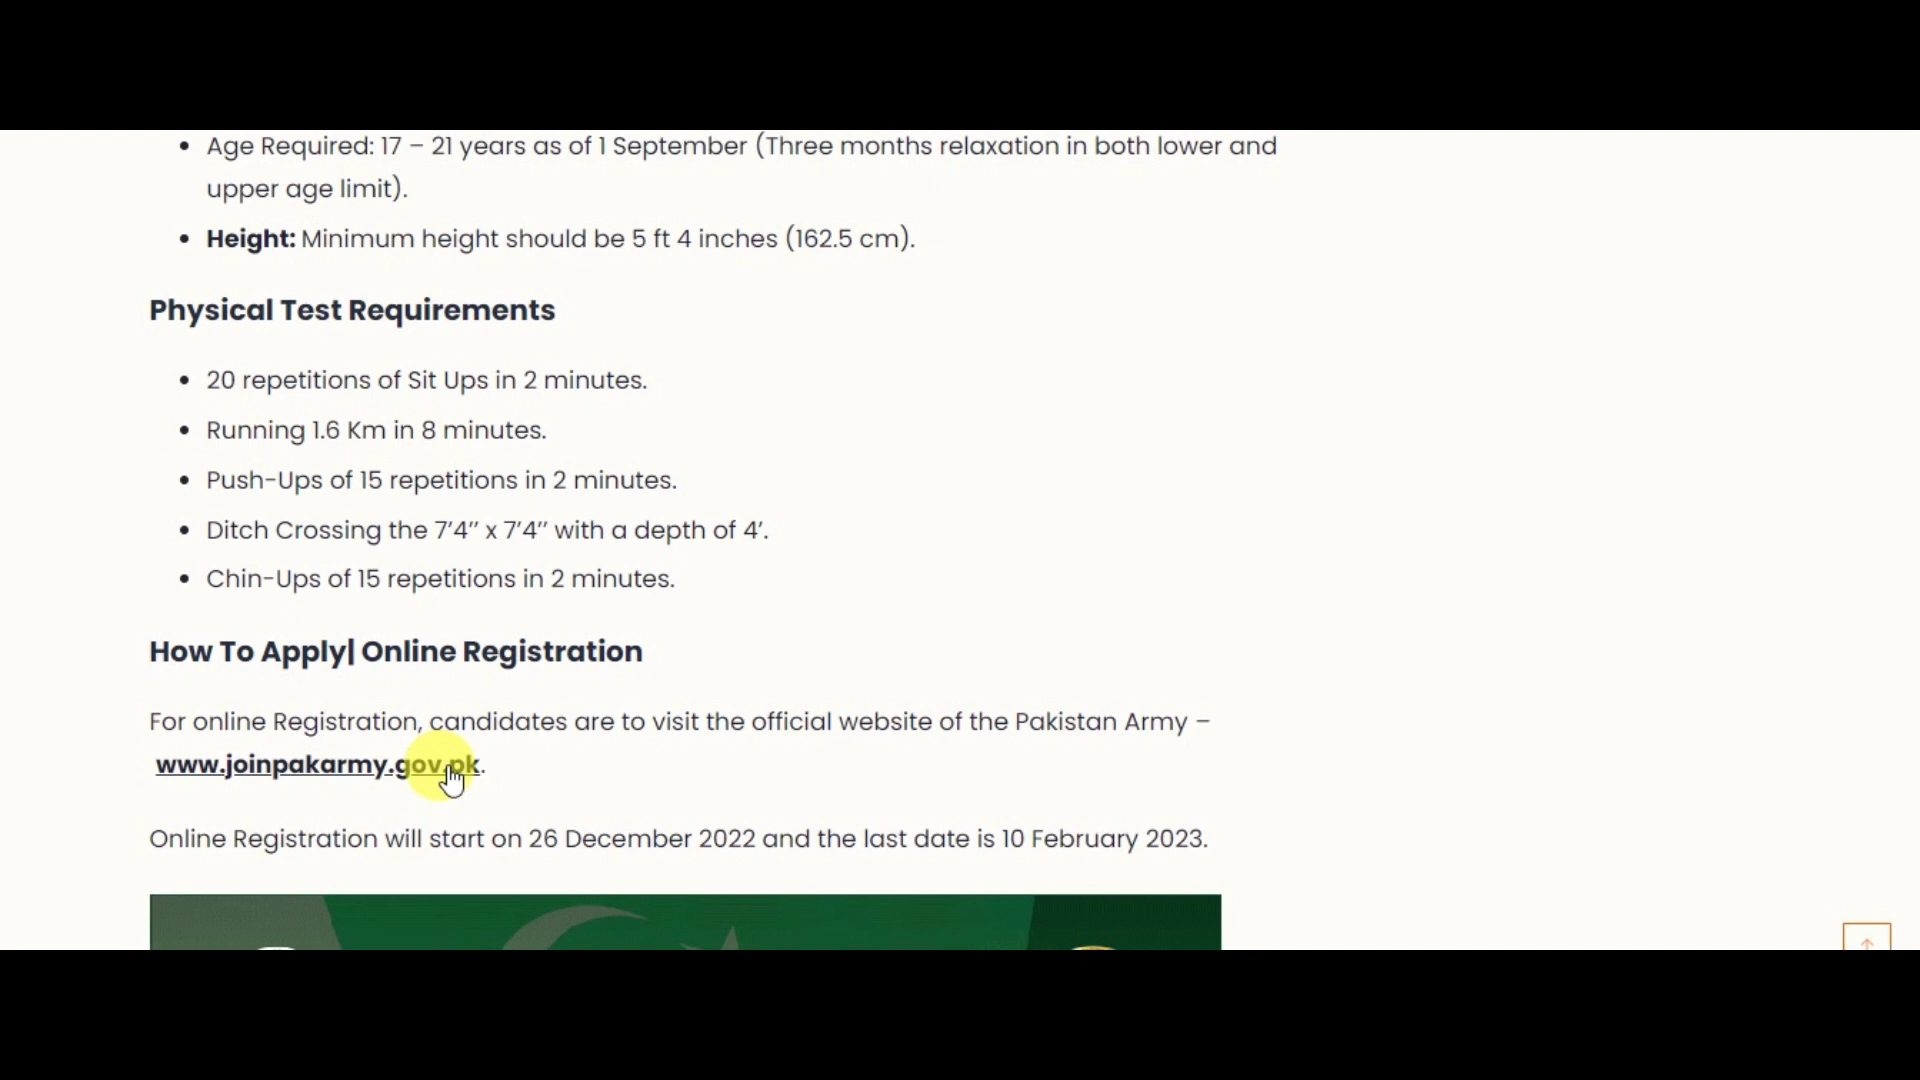 Age Required: 17 – 21 years as of 1 September (Three months relaxation in both lower and
upper age limit).
Height: Minimum height should be 5 ft 4 inches (162.5 cm).
Physical Test Requirements
20 repetitions of Sit Ups in 2 minutes.
Running 1.6 Km in 8 minutes.
Push-Ups of 15 repetitions in 2 minutes.
Ditch Crossing the 7’4’’ x 7’4’’ with a depth of 4’.
Chin-Ups of 15 repetitions in 2 minutes.
How To Apply| Online Registration
For online Registration, candidates are to visit the official website of the Pakistan Army –
www.joinpakarmy.gov.pk.
Online Registration will start on 26 December 2022 and the last date is 10 February 2023.